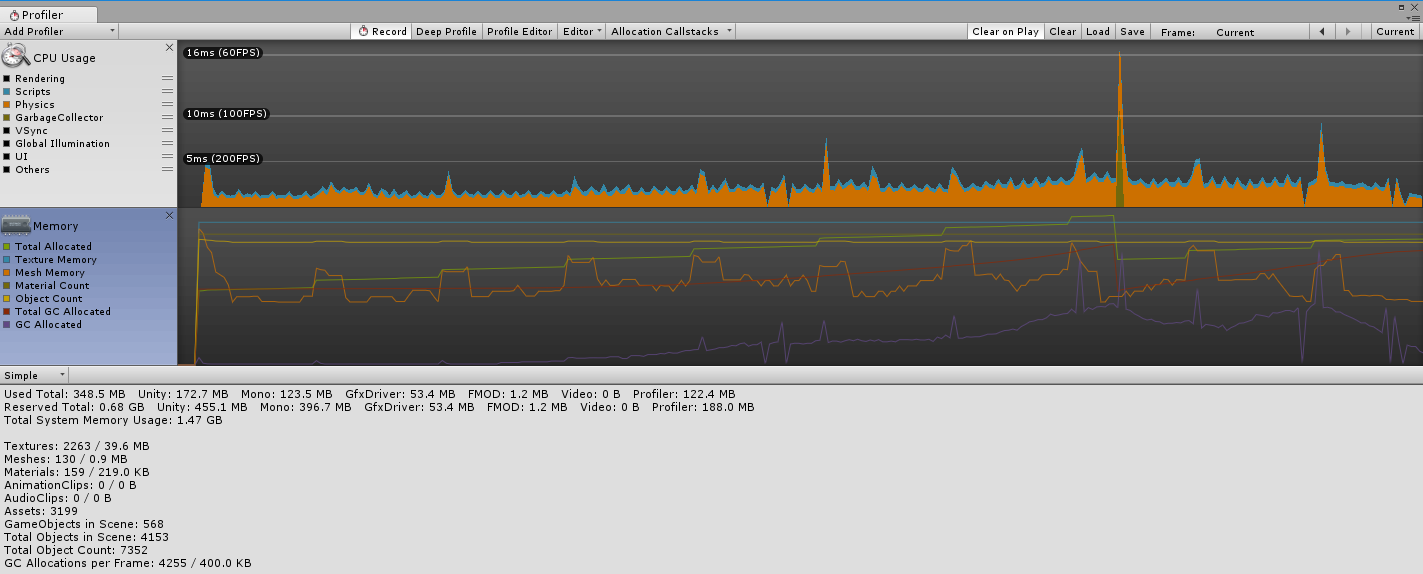 Profiler
Add Profiler Record Deep Profile Profile Editor Editor Allocation Callstacks Clear on Play Clear Load Save Frame: Current Current
CPU Usage
Rendering
Scripts
Physics
GarbageCollector
VSync
Global Illumination
UI
Others
16ms (60FPS)
10ms (100FPS)
5ms (200FPS)
Memory
Total Allocated
Texture Memory
Mesh Memory
Material Count
Object Count
Total GC Allocated
GC Allocated
Simple
Used Total: 348.5 MB Unity: 172.7 MB Mono: 123.5 MB GfxDriver: 53.4 MB FMOD: 1.2 MB Video: 0 B Profiler: 122.4 MB
Reserved Total: 0.68 GB Unity: 455.1 MB Mono: 396.7 MB GfxDriver: 53.4 MB FMOD: 1.2 MB Video: 0 B Profiler: 188.0 MB
Total System Memory Usage: 1.47 GB
Textures: 2263 / 39.6 MB
Meshes: 130 / 0.9 MB
Materials: 159 / 219.0 KB
AnimationClips: 0 / 0 B
AudioClips: 0 / 0 B
Assets: 3199
GameObjects in Scene: 568
Total Objects in Scene: 4153
Total Object Count: 7352
GC Allocations per Frame: 4255 / 400.0 KB